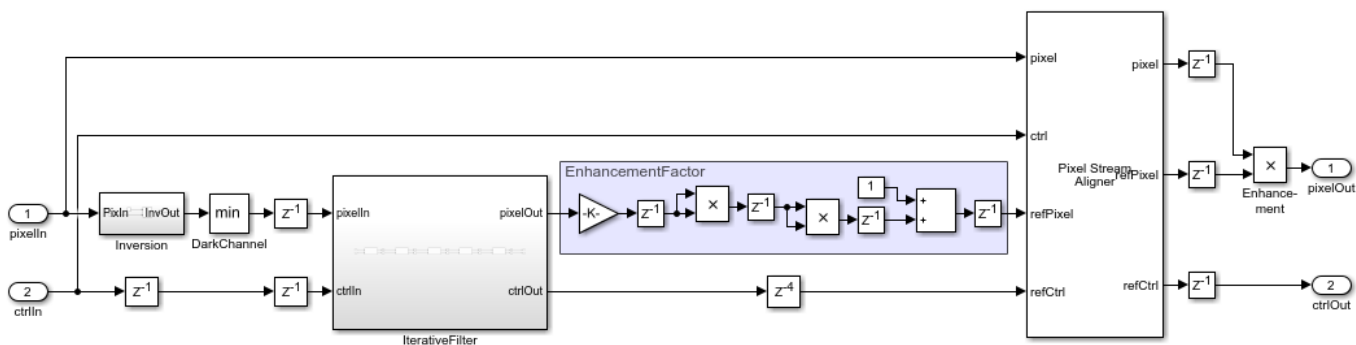 pixel
pixel
z-1
ctrl
EnhancementFactor
Pixel Stream
Aligner
refPixel
z-1
×
1
pixelOut
Enhance-
ment
1
pixelIn
PixIn
InvOut
Inversion
min
DarkChannel
z-1
pixelIn
pixelOut
-K-
z-1
×
z-1
×
1
z-1
+
+
z-1
refPixel
2
ctrlIn
z-1
z-1
ctrlIn
ctrlOut
IterativeFilter
z-4
refCtrl
refCtrl
z-1
2
ctrlOut